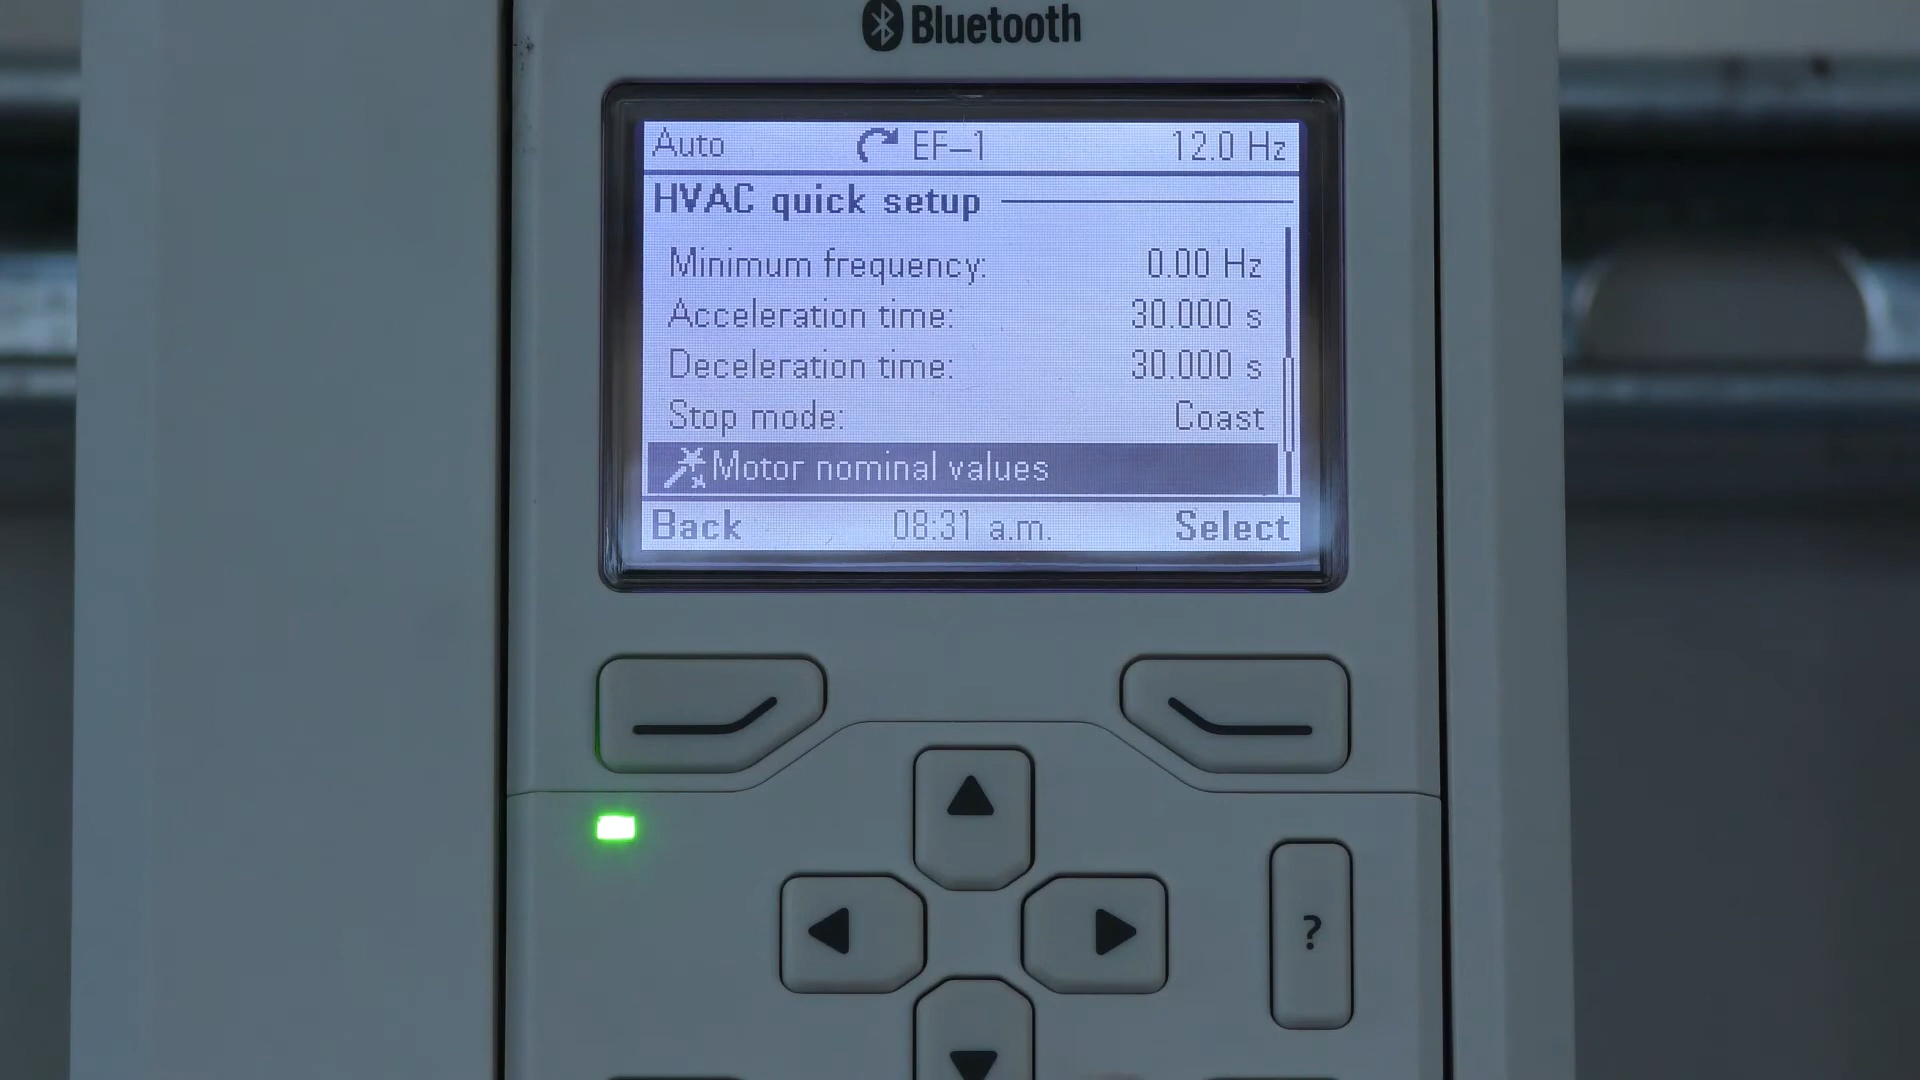 Bluetooth
Auto EF–1 12.0 Hz
HVAC quick setup
Minimum frequency: 0.00 Hz
Acceleration time: 30.000 s
Deceleration time: 30.000 s
Stop mode: Coast
Motor nominal values
Back 08:31 a.m. Select
?